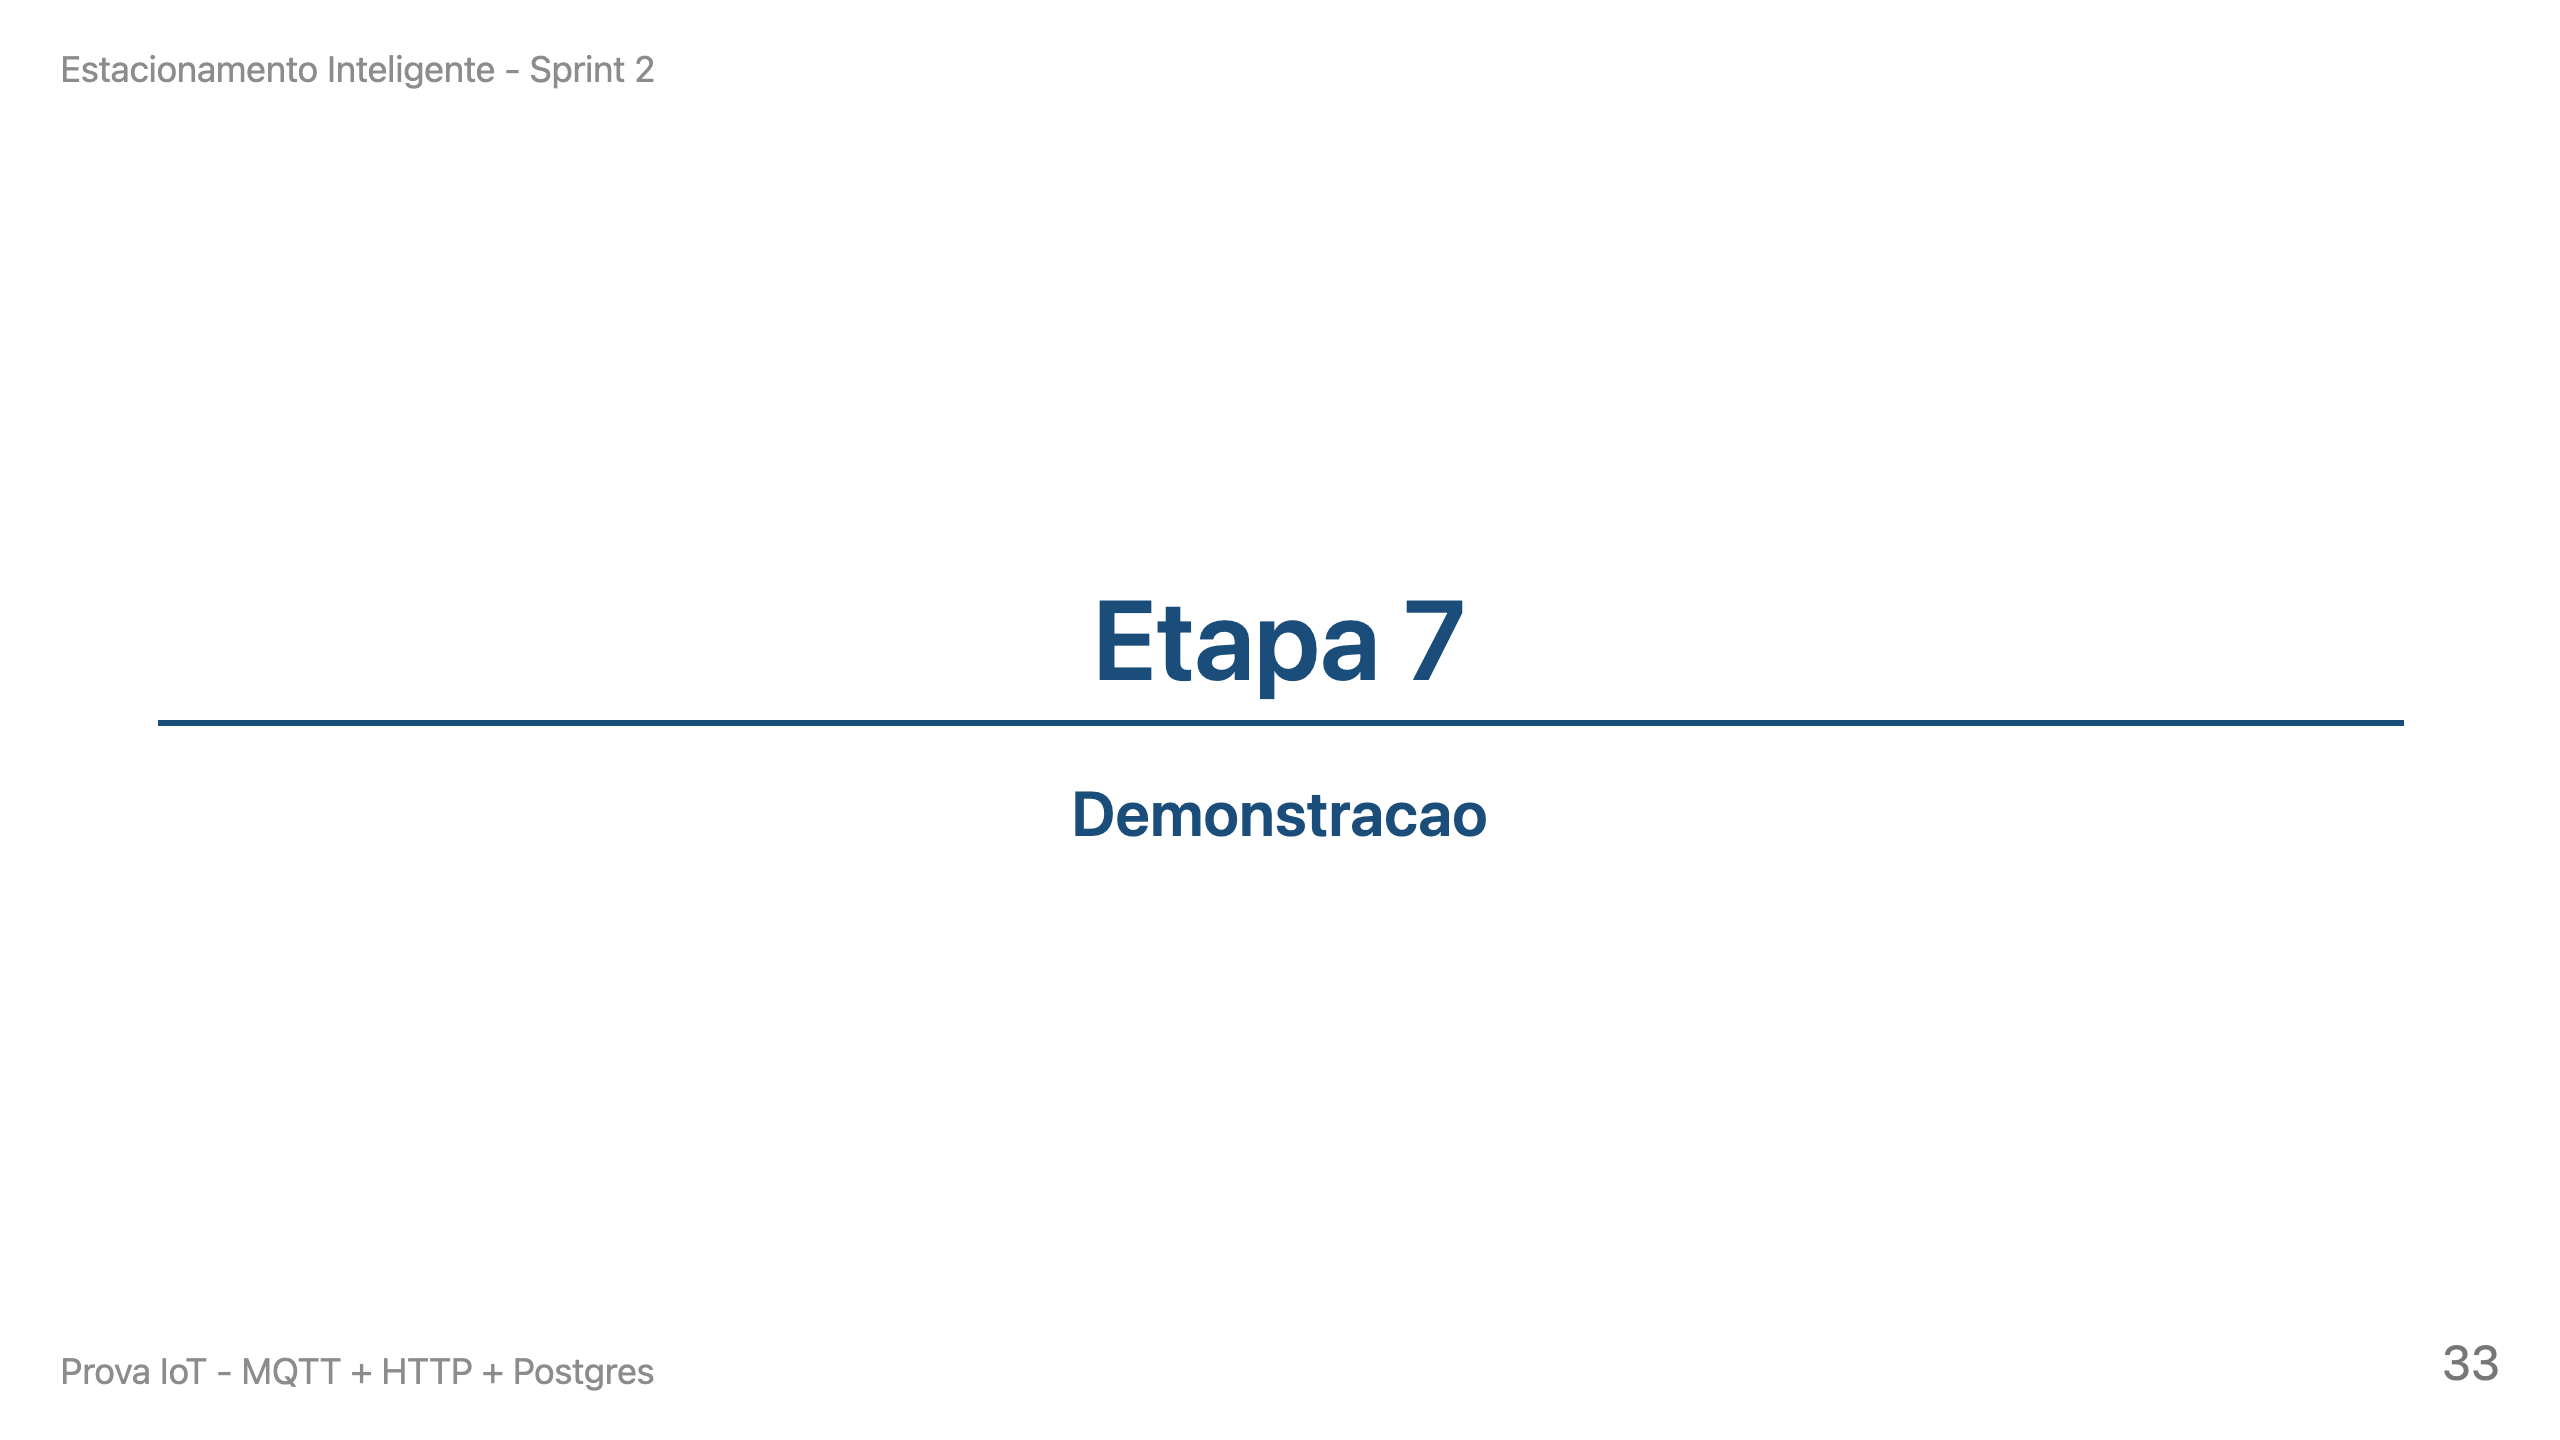 Estacionamento Inteligente - Sprint 2
Etapa 7
Demonstracao
Prova IoT - MQTT + HTTP + Postgres
33